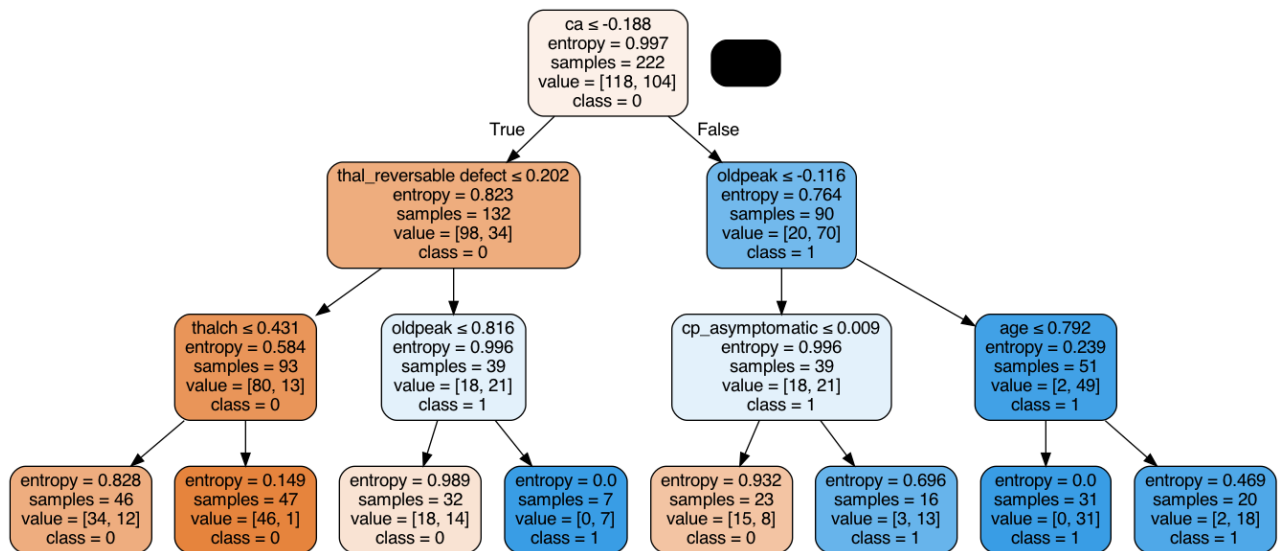 ca ≤ -0.188
entropy = 0.997
samples = 222
value = [118, 104]
class = 0
True
False
thal_reversable defect ≤ 0.202
entropy = 0.823
samples = 132
value = [98, 34]
class = 0
oldpeak ≤ -0.116
entropy = 0.764
samples = 90
value = [20, 70]
class = 1
thalch ≤ 0.431
entropy = 0.584
samples = 93
value = [80, 13]
class = 0
oldpeak ≤ 0.816
entropy = 0.996
samples = 39
value = [18, 21]
class = 1
cp_asymptomatic ≤ 0.009
entropy = 0.996
samples = 39
value = [18, 21]
class = 1
age ≤ 0.792
entropy = 0.239
samples = 51
value = [2, 49]
class = 1
entropy = 0.828
samples = 46
value = [34, 12]
class = 0
entropy = 0.149
samples = 47
value = [46, 1]
class = 0
entropy = 0.989
samples = 32
value = [18, 14]
class = 0
entropy = 0.0
samples = 7
value = [0, 7]
class = 1
entropy = 0.932
samples = 23
value = [15, 8]
class = 0
entropy = 0.696
samples = 16
value = [3, 13]
class = 1
entropy = 0.0
samples = 31
value = [0, 31]
class = 1
entropy = 0.469
samples = 20
value = [2, 18]
class = 1